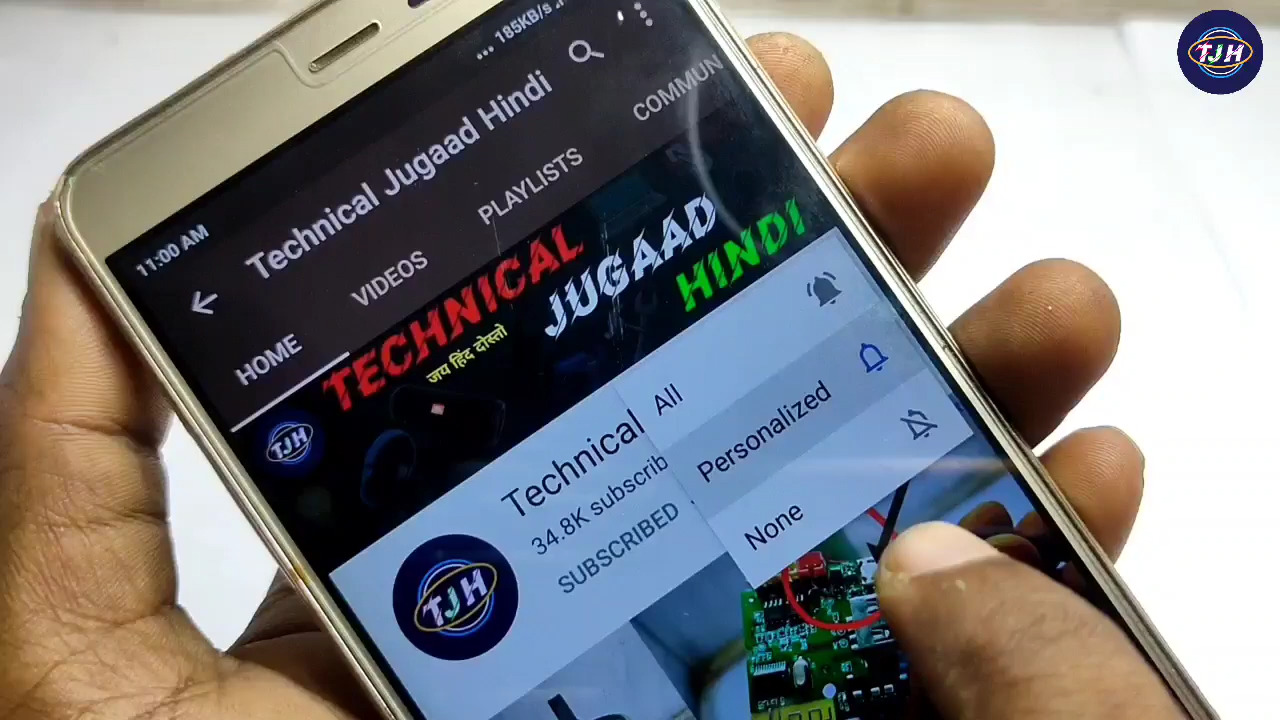 TJH
185KB/s
11:00 AM
Technical Jugaad Hindi
HOME
VIDEOS
PLAYLISTS
COMMUN
TECHNICAL
JUGAAD
HINDI
जय हिंद दोस्तो
TJH
TJH
Technical
34.8K subscrib
SUBSCRIBED
All
Personalized
None